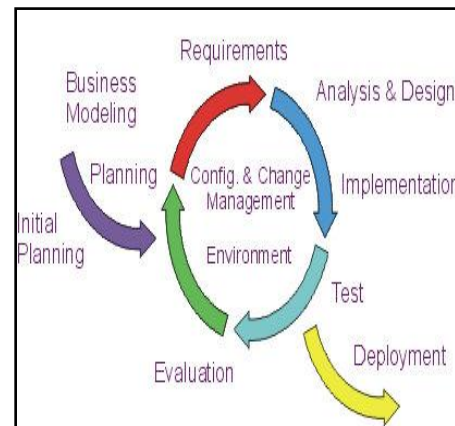 Requirements
Business
Modeling
Analysis & Design
Planning
Config. & Change
Management
Implementation
Initial
Planning
Environment
Test
Deployment
Evaluation